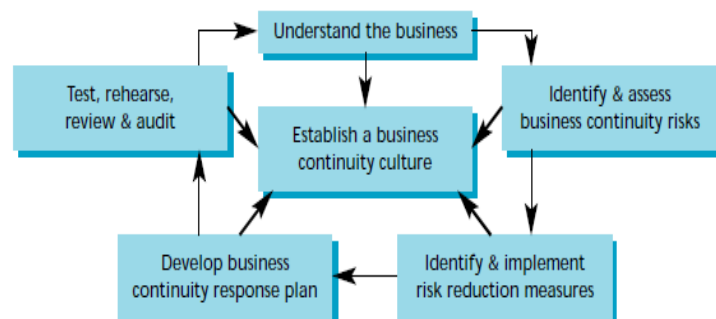 Understand the business
Test, rehearse,
review & audit
Identify & assess
business continuity risks
Establish a business
continuity culture
Develop business
continuity response plan
Identify & implement
risk reduction measures